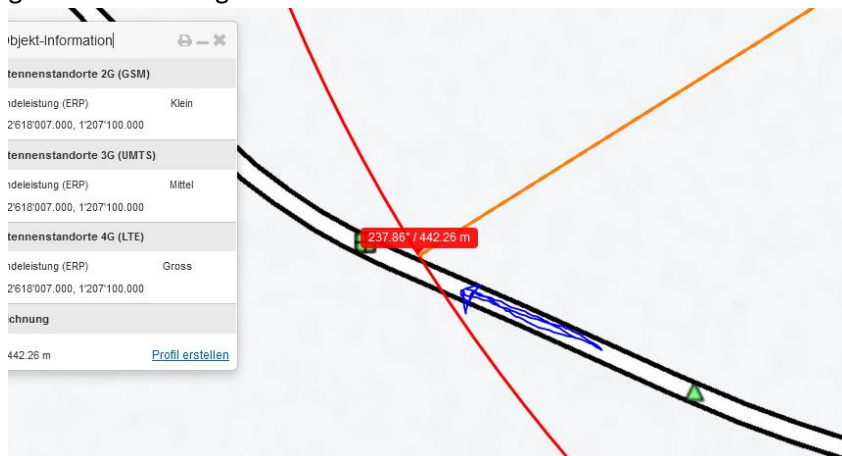 bjekt-Information
tennenstandorte 2G (GSM)
ndeleistung (ERP) Klein
2'618'007.000, 1'207'100.000
tennenstandorte 3G (UMTS)
ndeleistung (ERP) Mittel
2'618'007.000, 1'207'100.000
tennenstandorte 4G (LTE)
ndeleistung (ERP) Gross
2'618'007.000, 1'207'100.000
chnung
442.26 m Profil erstellen
237.86° / 442.26 m